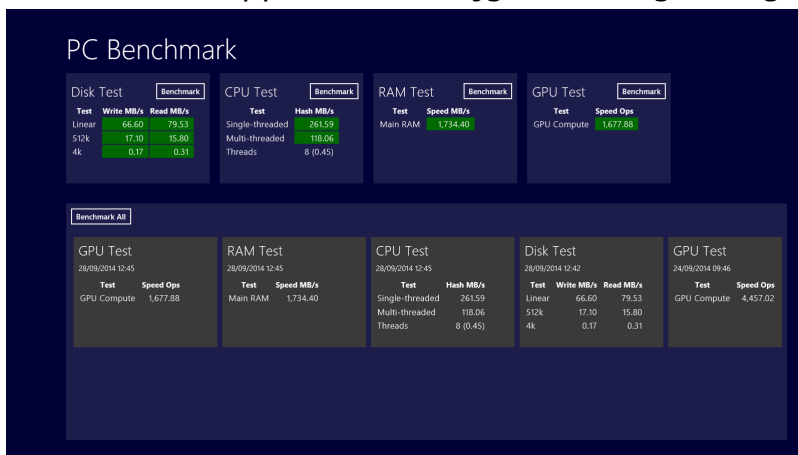 PC Benchmark
Disk Test Benchmark
Test Write MB/s Read MB/s
Linear 66.60 79.53
512k 17.10 15.80
4k 0.17 0.31
CPU Test Benchmark
Test Hash MB/s
Single-threaded 261.59
Multi-threaded 118.06
Threads 8 (0.45)
RAM Test Benchmark
Test Speed MB/s
Main RAM 1,734.40
GPU Test Benchmark
Test Speed Ops
GPU Compute 1,677.88
Benchmark All
GPU Test
28/09/2014 12:45
Test Speed Ops
GPU Compute 1,677.88
RAM Test
28/09/2014 12:45
Test Speed MB/s
Main RAM 1,734.40
CPU Test
28/09/2014 12:45
Test Hash MB/s
Single-threaded 261.59
Multi-threaded 118.06
Threads 8 (0.45)
Disk Test
28/09/2014 12:42
Test Write MB/s Read MB/s
Linear 66.60 79.53
512k 17.10 15.80
4k 0.17 0.31
GPU Test
24/09/2014 09:46
Test Speed Ops
GPU Compute 4,457.02